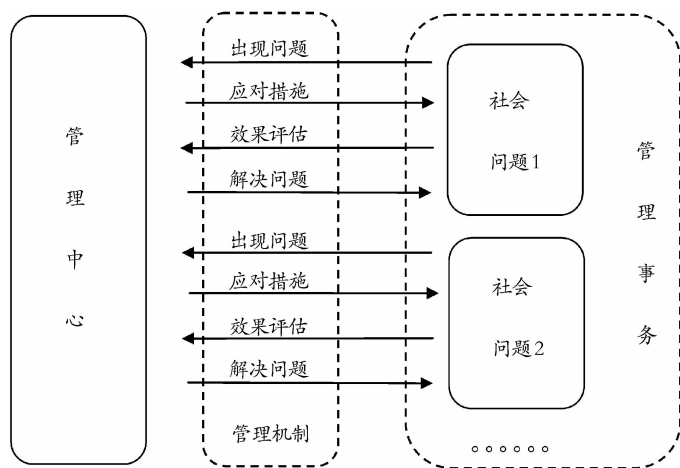 管理中心
出现问题
应对措施
效果评估
解决问题
出现问题
应对措施
效果评估
解决问题
管理机制
社会
问题1
社会
问题2
管理事务